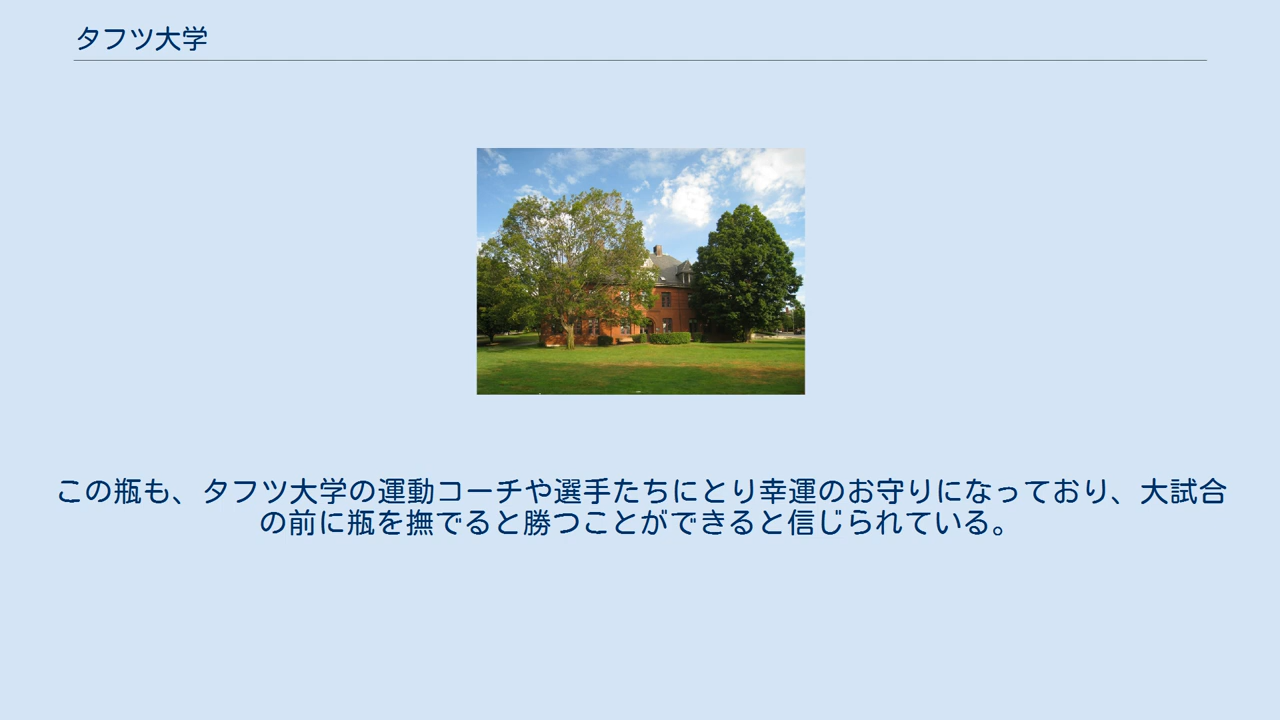 タフツ大学
この瓶も、タフツ大学の運動コーチや選手たちにとり幸運のお守りになっており、大試合
の前に瓶を撫でると勝つことができると信じられている。